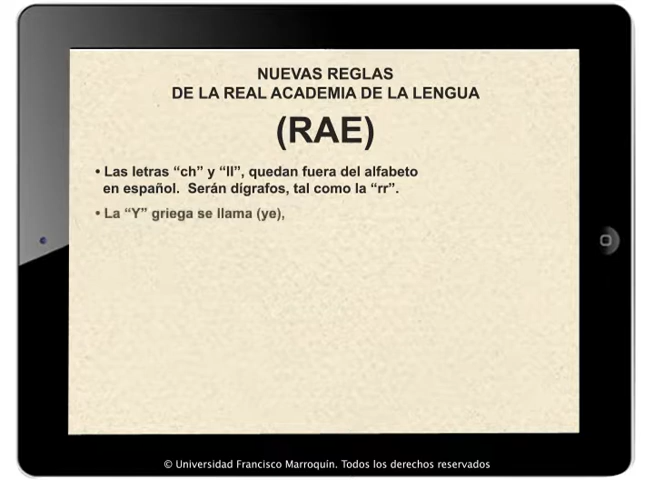 NUEVAS REGLAS
DE LA REAL ACADEMIA DE LA LENGUA
(RAE)
• Las letras “ch” y “ll”, quedan fuera del alfabeto
en español. Serán dígrafos, tal como la “rr”.
• La “Y” griega se llama (ye),
© Universidad Francisco Marroquín. Todos los derechos reservados